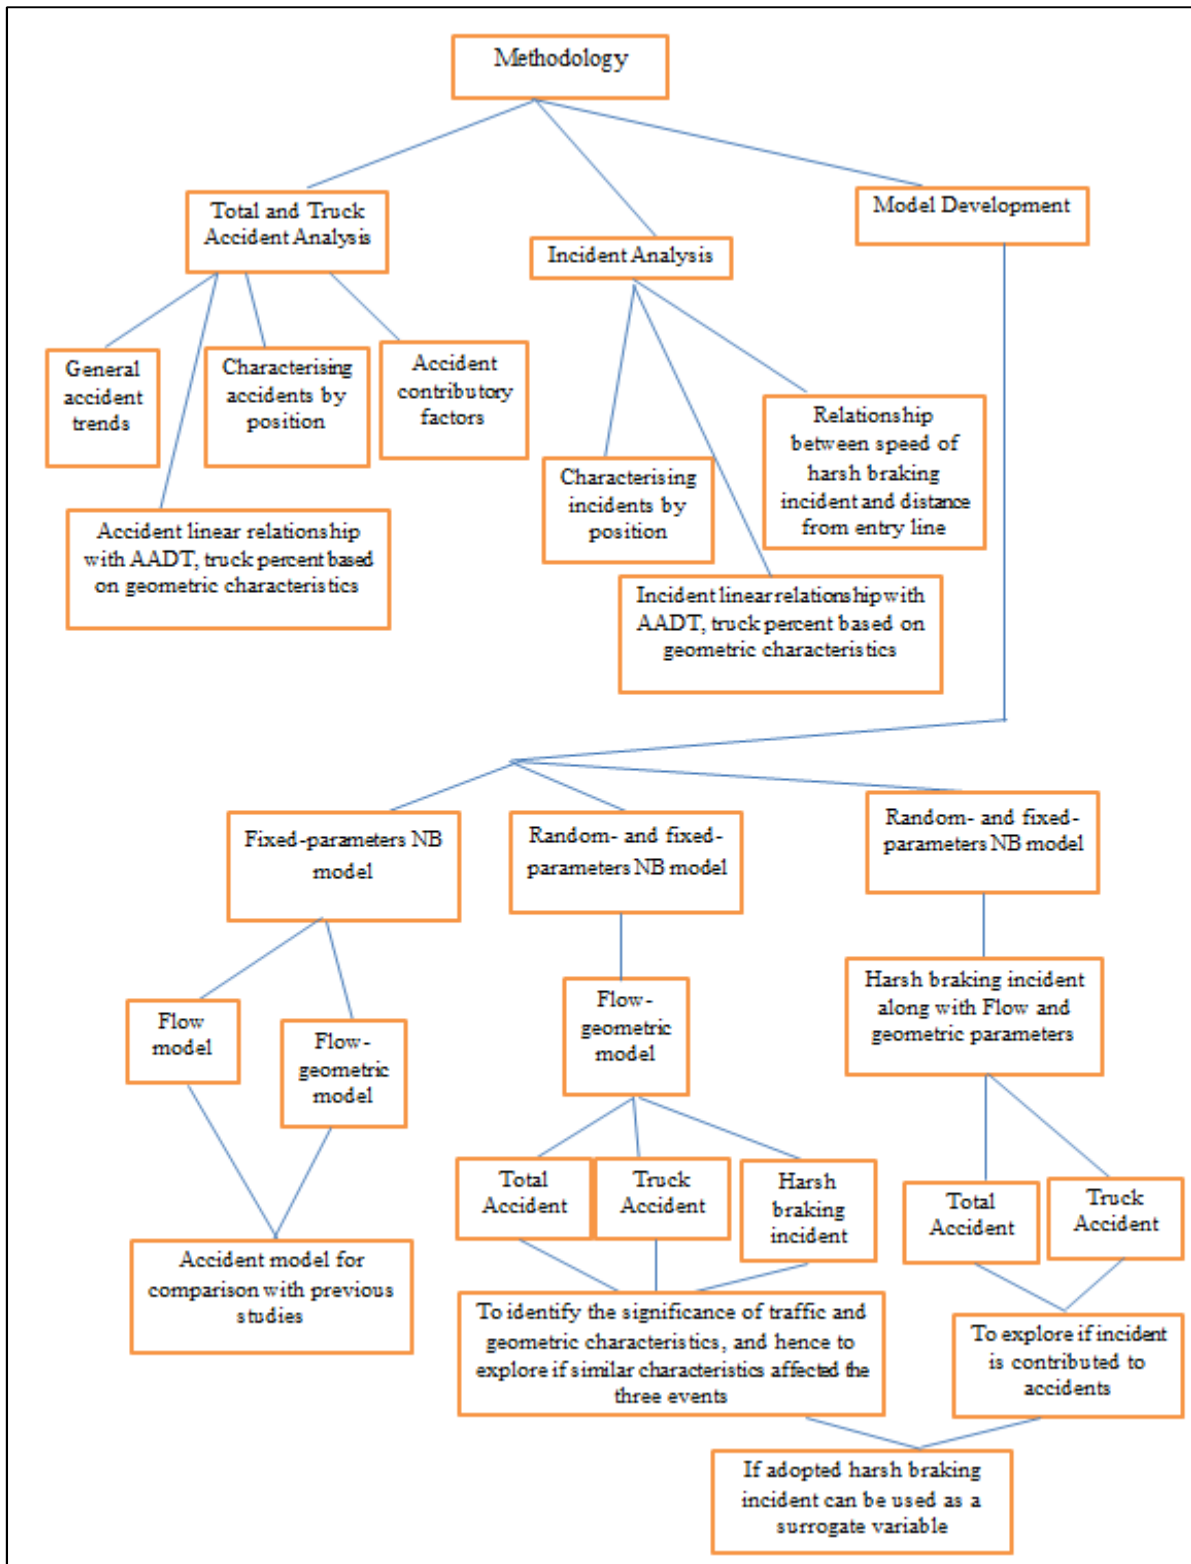 Methodology
Total and Truck
Accident Analysis
Incident Analysis
Model Development
General
accident
trends
Characterising
accidents by
position
Accident
contributory
factors
Accident linear relationship
with AADT, truck percent based
on geometric characteristics
Characterising
incidents by
position
Relationship
between speed of
harsh braking
incident and distance
from entry line
Incident linear relationship with
AADT, truck percent based on
geometric characteristics
Fixed-parameters NB
model
Random- and fixed-
parameters NB model
Random- and fixed-
parameters NB model
Flow
model
Flow-
geometric
model
Flow-
geometric
model
Harsh braking incident
along with Flow and
geometric parameters
Total
Accident
Truck
Accident
Harsh
braking
incident
Total
Accident
Truck
Accident
Accident model for
comparison with previous
studies
To identify the significance of traffic and
geometric characteristics, and hence to
explore if similar characteristics affected the
three events
To explore if incident
is contributed to
accidents
If adopted harsh braking
incident can be used as a
surrogate variable